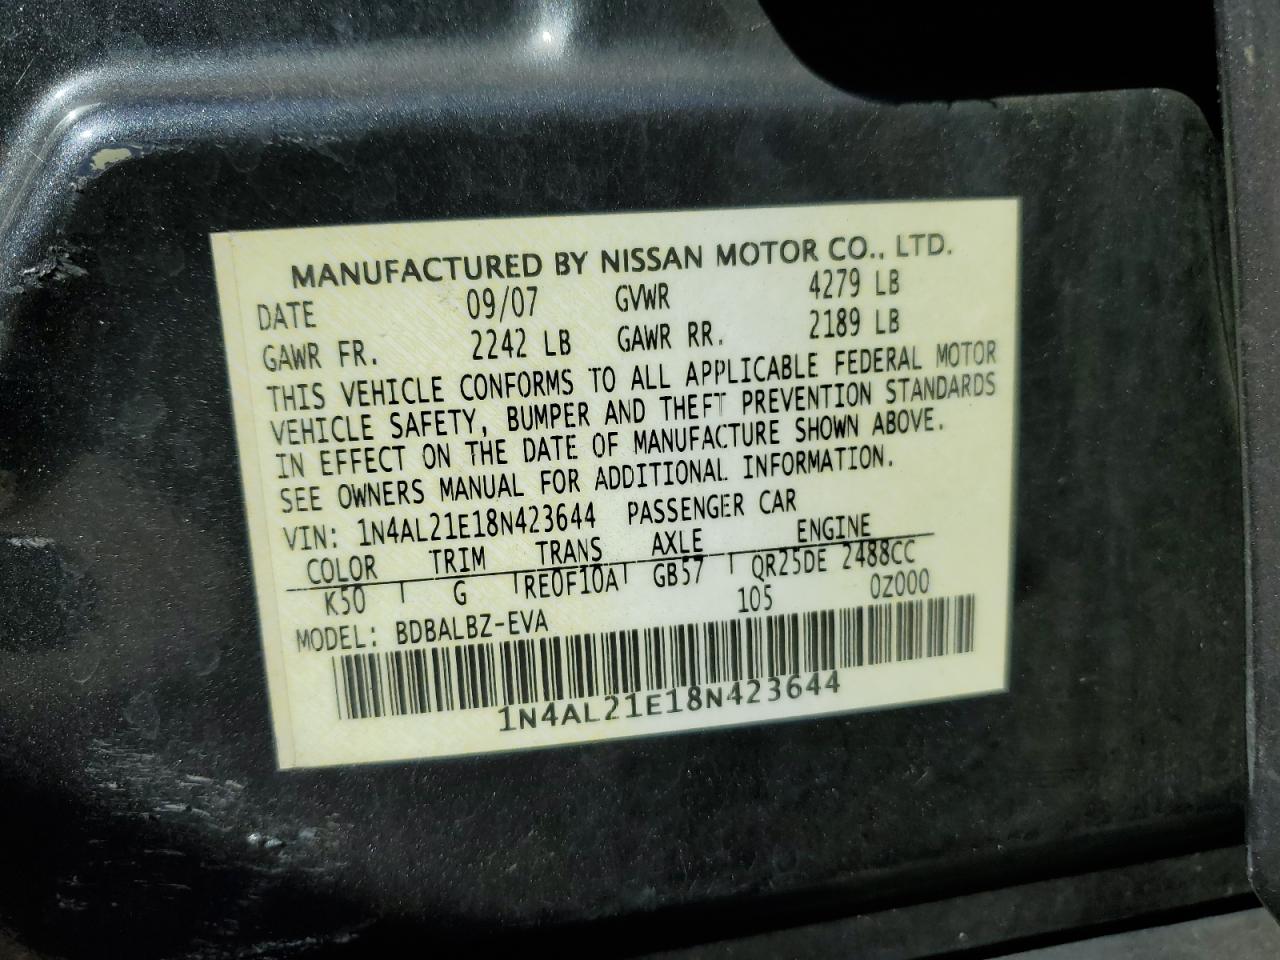 MANUFACTURED BY NISSAN MOTOR CO., LTD.
DATE 09/07 GVWR 4279 LB
GAWR FR. 2242 LB GAWR RR. 2189 LB
THIS VEHICLE CONFORMS TO ALL APPLICABLE FEDERAL MOTOR
VEHICLE SAFETY, BUMPER AND THEFT PREVENTION STANDARDS
IN EFFECT ON THE DATE OF MANUFACTURE SHOWN ABOVE.
SEE OWNERS MANUAL FOR ADDITIONAL INFORMATION.
VIN: 1N4AL21E18N423644 PASSENGER CAR
COLOR TRIM TRANS AXLE ENGINE
K50 G RE0F10A GB57 QR25DE 2488CC
MODEL: BDBALBZ-EVA 105 0Z000
1N4AL21E18N423644